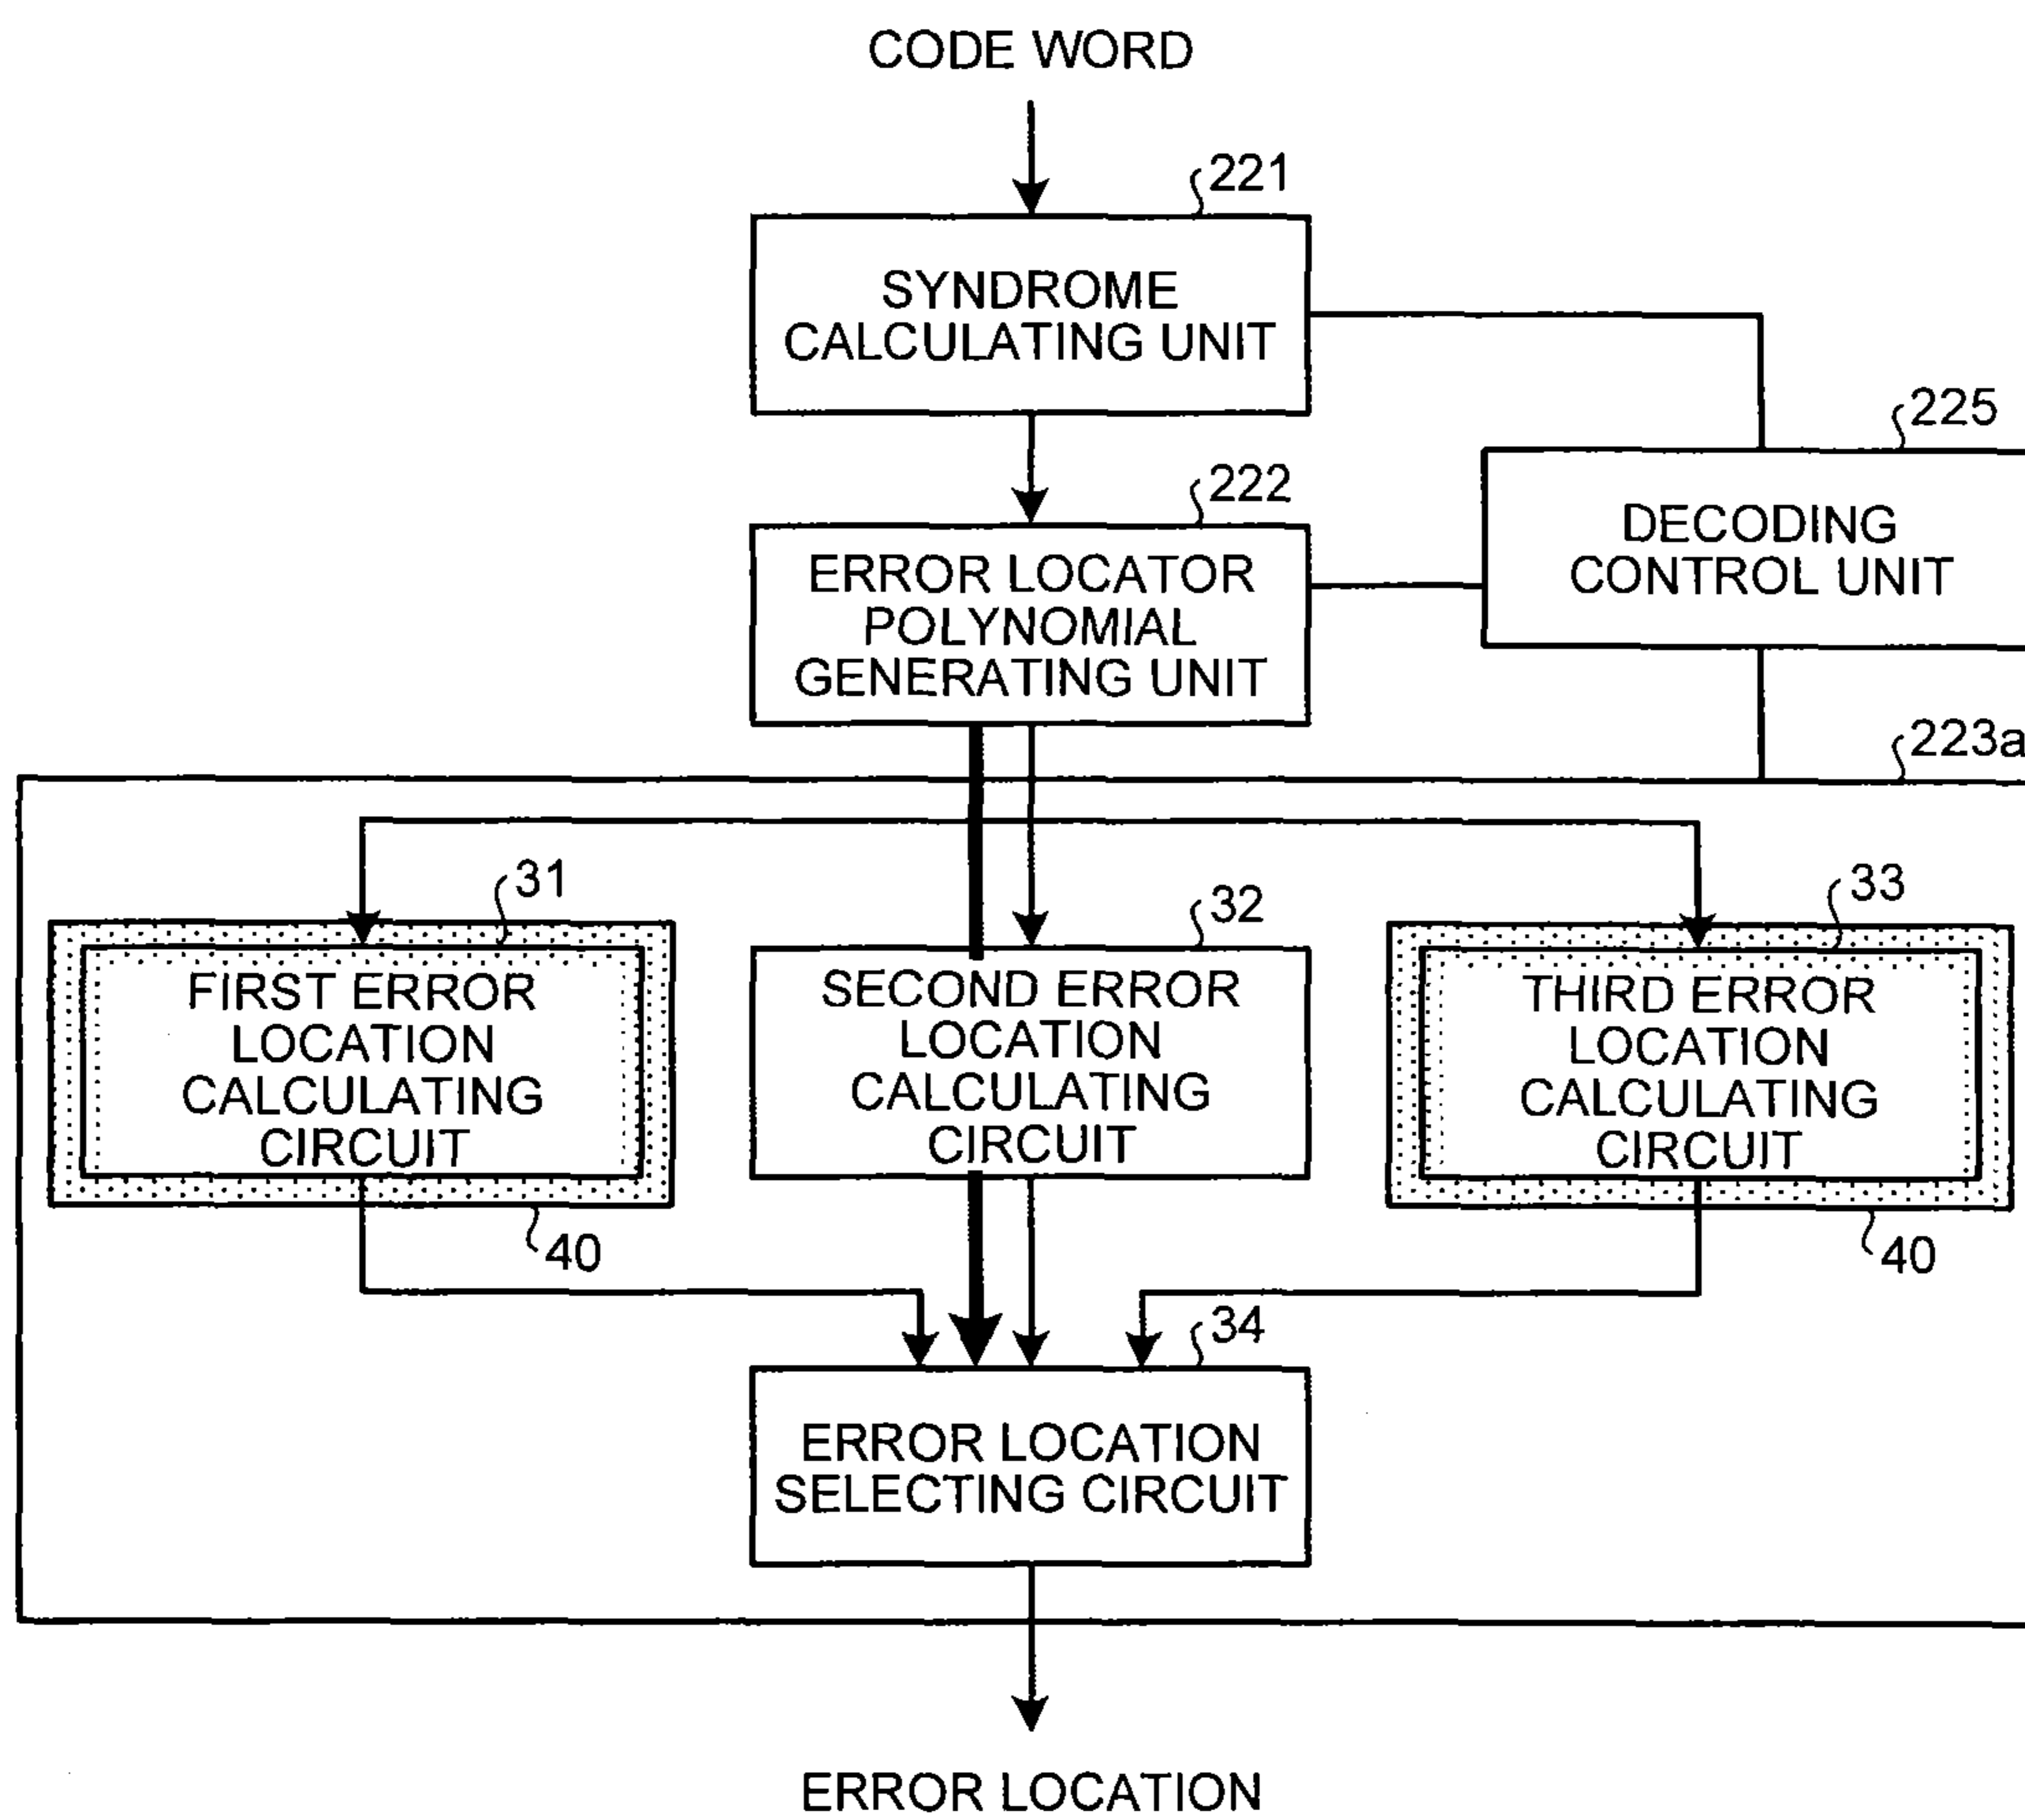 CODE WORD
221
SYNDROME
CALCULATING UNIT
225
222
DECODING
CONTROL UNIT
ERROR LOCATOR
POLYNOMIAL
GENERATING UNIT
223a
31
32
33
FIRST ERROR
LOCATION
CALCULATING
CIRCUIT
SECOND ERROR
LOCATION
CALCULATING
CIRCUIT
THIRD ERROR
LOCATION
CALCULATING
CIRCUIT
40
40
34
ERROR LOCATION
SELECTING CIRCUIT
ERROR LOCATION